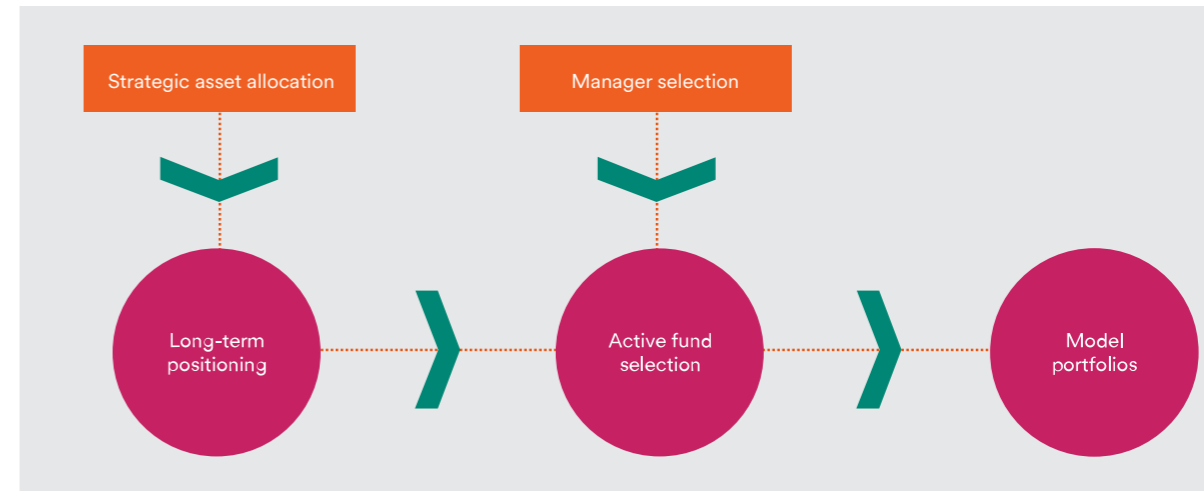 Strategic asset allocation
Manager selection
Long-term
positioning
Active fund
selection
Model
portfolios